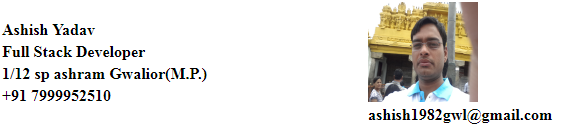 Ashish Yadav
Full Stack Developer
1/12 sp ashram Gwalior(M.P.)
+91 7999952510
ashish1982gwl@gmail.com